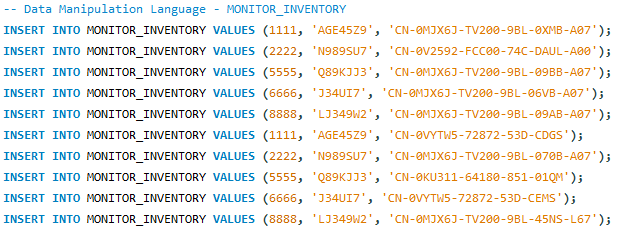 -- Data Manipulation Language - MONITOR_INVENTORY
INSERT INTO MONITOR_INVENTORY VALUES (1111, 'AGE45Z9', 'CN-0MJX6J-TV200-9BL-0XMB-A07');
INSERT INTO MONITOR_INVENTORY VALUES (2222, 'N989SU7', 'CN-0V2592-FCC00-74C-DAUL-A00');
INSERT INTO MONITOR_INVENTORY VALUES (5555, 'Q89KJJ3', 'CN-0MJX6J-TV200-9BL-09BB-A07');
INSERT INTO MONITOR_INVENTORY VALUES (6666, 'J34UI7', 'CN-0MJX6J-TV200-9BL-06VB-A07');
INSERT INTO MONITOR_INVENTORY VALUES (8888, 'LJ349W2', 'CN-0MJX6J-TV200-9BL-09AB-A07');
INSERT INTO MONITOR_INVENTORY VALUES (1111, 'AGE45Z9', 'CN-0VYTW5-72872-53D-CDGS');
INSERT INTO MONITOR_INVENTORY VALUES (2222, 'N989SU7', 'CN-0MJX6J-TV200-9BL-070B-A07');
INSERT INTO MONITOR_INVENTORY VALUES (5555, 'Q89KJJ3', 'CN-0KU311-64180-851-01QM');
INSERT INTO MONITOR_INVENTORY VALUES (6666, 'J34UI7', 'CN-0VYTW5-72872-53D-CEMS');
INSERT INTO MONITOR_INVENTORY VALUES (8888, 'LJ349W2', 'CN-0MJX6J-TV200-9BL-45NS-L67');